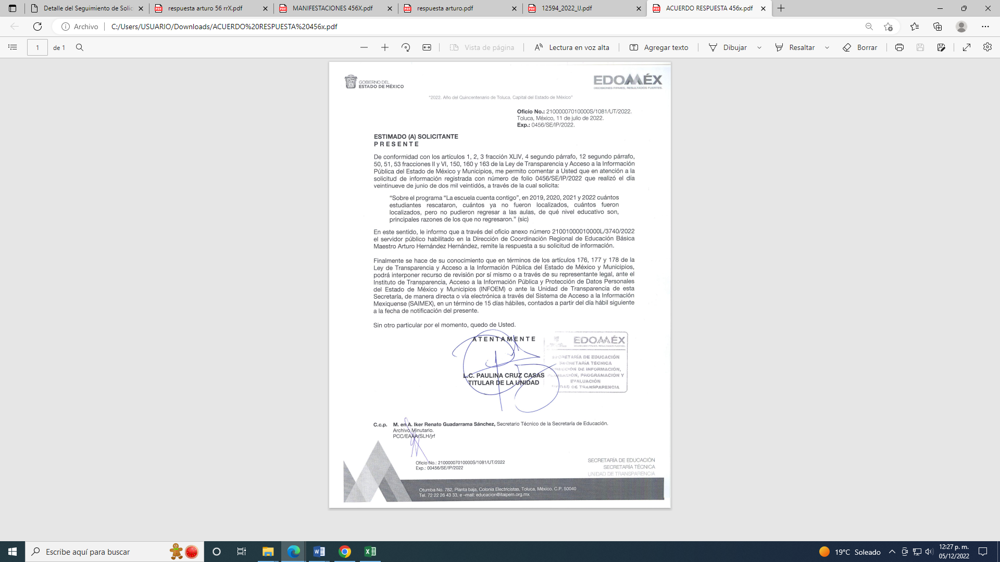 Detalle del Seguimiento de Solic
respuesta arturo 56 rrX.pdf
MANIFESTACIONES 456X.pdf
respuesta arturo.pdf
12594_2022_IJ.pdf
ACUERDO RESPUESTA 456x.pdf
Archivo
C:/Users/USUARIO/Downloads/ACUERDO%20RESPUESTA%20456x.pdf
1 de 1
Vista de página
Lectura en voz alta
Agregar texto
Dibujar
Resaltar
Borrar
GOBIERNO DEL
ESTADO DE MÉXICO
EDOMÉX
DECISIONES FIRMES, RESULTADOS FUERTES.
"2022. Año del Quincentenario de Toluca, Capital del Estado de México"
Oficio No.: 21000007010000S/1081/UT/2022.
Toluca, México, 11 de julio de 2022.
Exp.: 0456/SE/IP/2022.
ESTIMADO (A) SOLICITANTE
P R E S E N T E
De conformidad con los artículos 1, 2, 3 fracción XLIV, 4 segundo párrafo, 12 segundo párrafo,
50, 51, 53 fracciones II y VI, 150, 160 y 163 de la Ley de Transparencia y Acceso a la Información
Pública del Estado de México y Municipios, me permito comentar a Usted que en atención a la
solicitud de información registrada con número de folio 0456/SE/IP/2022 que realizó el día
veintinueve de junio de dos mil veintidós, a través de la cual solicita:
“Sobre el programa “La escuela cuenta contigo”, en 2019, 2020, 2021 y 2022 cuántos
estudiantes rescataron, cuántos ya no fueron localizados, cuántos fueron
localizados, pero no pudieron regresar a las aulas, de qué nivel educativo son,
principales razones de los que no regresaron.” (sic)
En este sentido, le informo que a través del oficio anexo número 21001000010000L/3740/2022
el servidor público habilitado en la Dirección de Coordinación Regional de Educación Básica
Maestro Arturo Hernández Hernández, remite la respuesta a su solicitud de información.
Finalmente se hace de su conocimiento que en términos de los artículos 176, 177 y 178 de la
Ley de Transparencia y Acceso a la Información Pública del Estado de México y Municipios,
podrá interponer recurso de revisión por sí mismo o a través de su representante legal, ante el
Instituto de Transparencia, Acceso a la Información Pública y Protección de Datos Personales
del Estado de México y Municipios (INFOEM) o ante la Unidad de Transparencia de esta
Secretaría, de manera directa o vía electrónica a través del Sistema de Acceso a la Información
Mexiquense (SAIMEX), en un término de 15 días hábiles, contados a partir del día hábil siguiente
a la fecha de notificación del presente.
Sin otro particular por el momento, quedo de Usted.
A T E N T A M E N T E
L.C. PAULINA CRUZ CASAS
TITULAR DE LA UNIDAD
EDOMÉX
DECISIONES FIRMES, RESULTADOS FUERTES.
SECRETARÍA DE EDUCACIÓN
SECRETARÍA TÉCNICA
DIRECCIÓN DE INFORMACIÓN,
PLANEACIÓN, PROGRAMACIÓN Y
EVALUACIÓN
UNIDAD DE TRANSPARENCIA
C.c.p. M. en A. Iker Renato Guadarrama Sánchez, Secretario Técnico de la Secretaría de Educación.
Archivo Minutario.
PCC/EAAA/SLH/jrf
Oficio No.: 21000007010000S/1081/UT/2022
Exp.: 00456/SE/IP/2022
SECRETARÍA DE EDUCACIÓN
SECRETARÍA TÉCNICA
UNIDAD DE TRANSPARENCIA
Otumba No. 782, Planta baja, Colonia Electricistas, Toluca, México. C.P. 50040
Tel. 72 22 26 43 33, e –mail: educacion@itaipem.org.mx
Escribe aquí para buscar
19°C Soleado
12:27 p. m.
05/12/2022